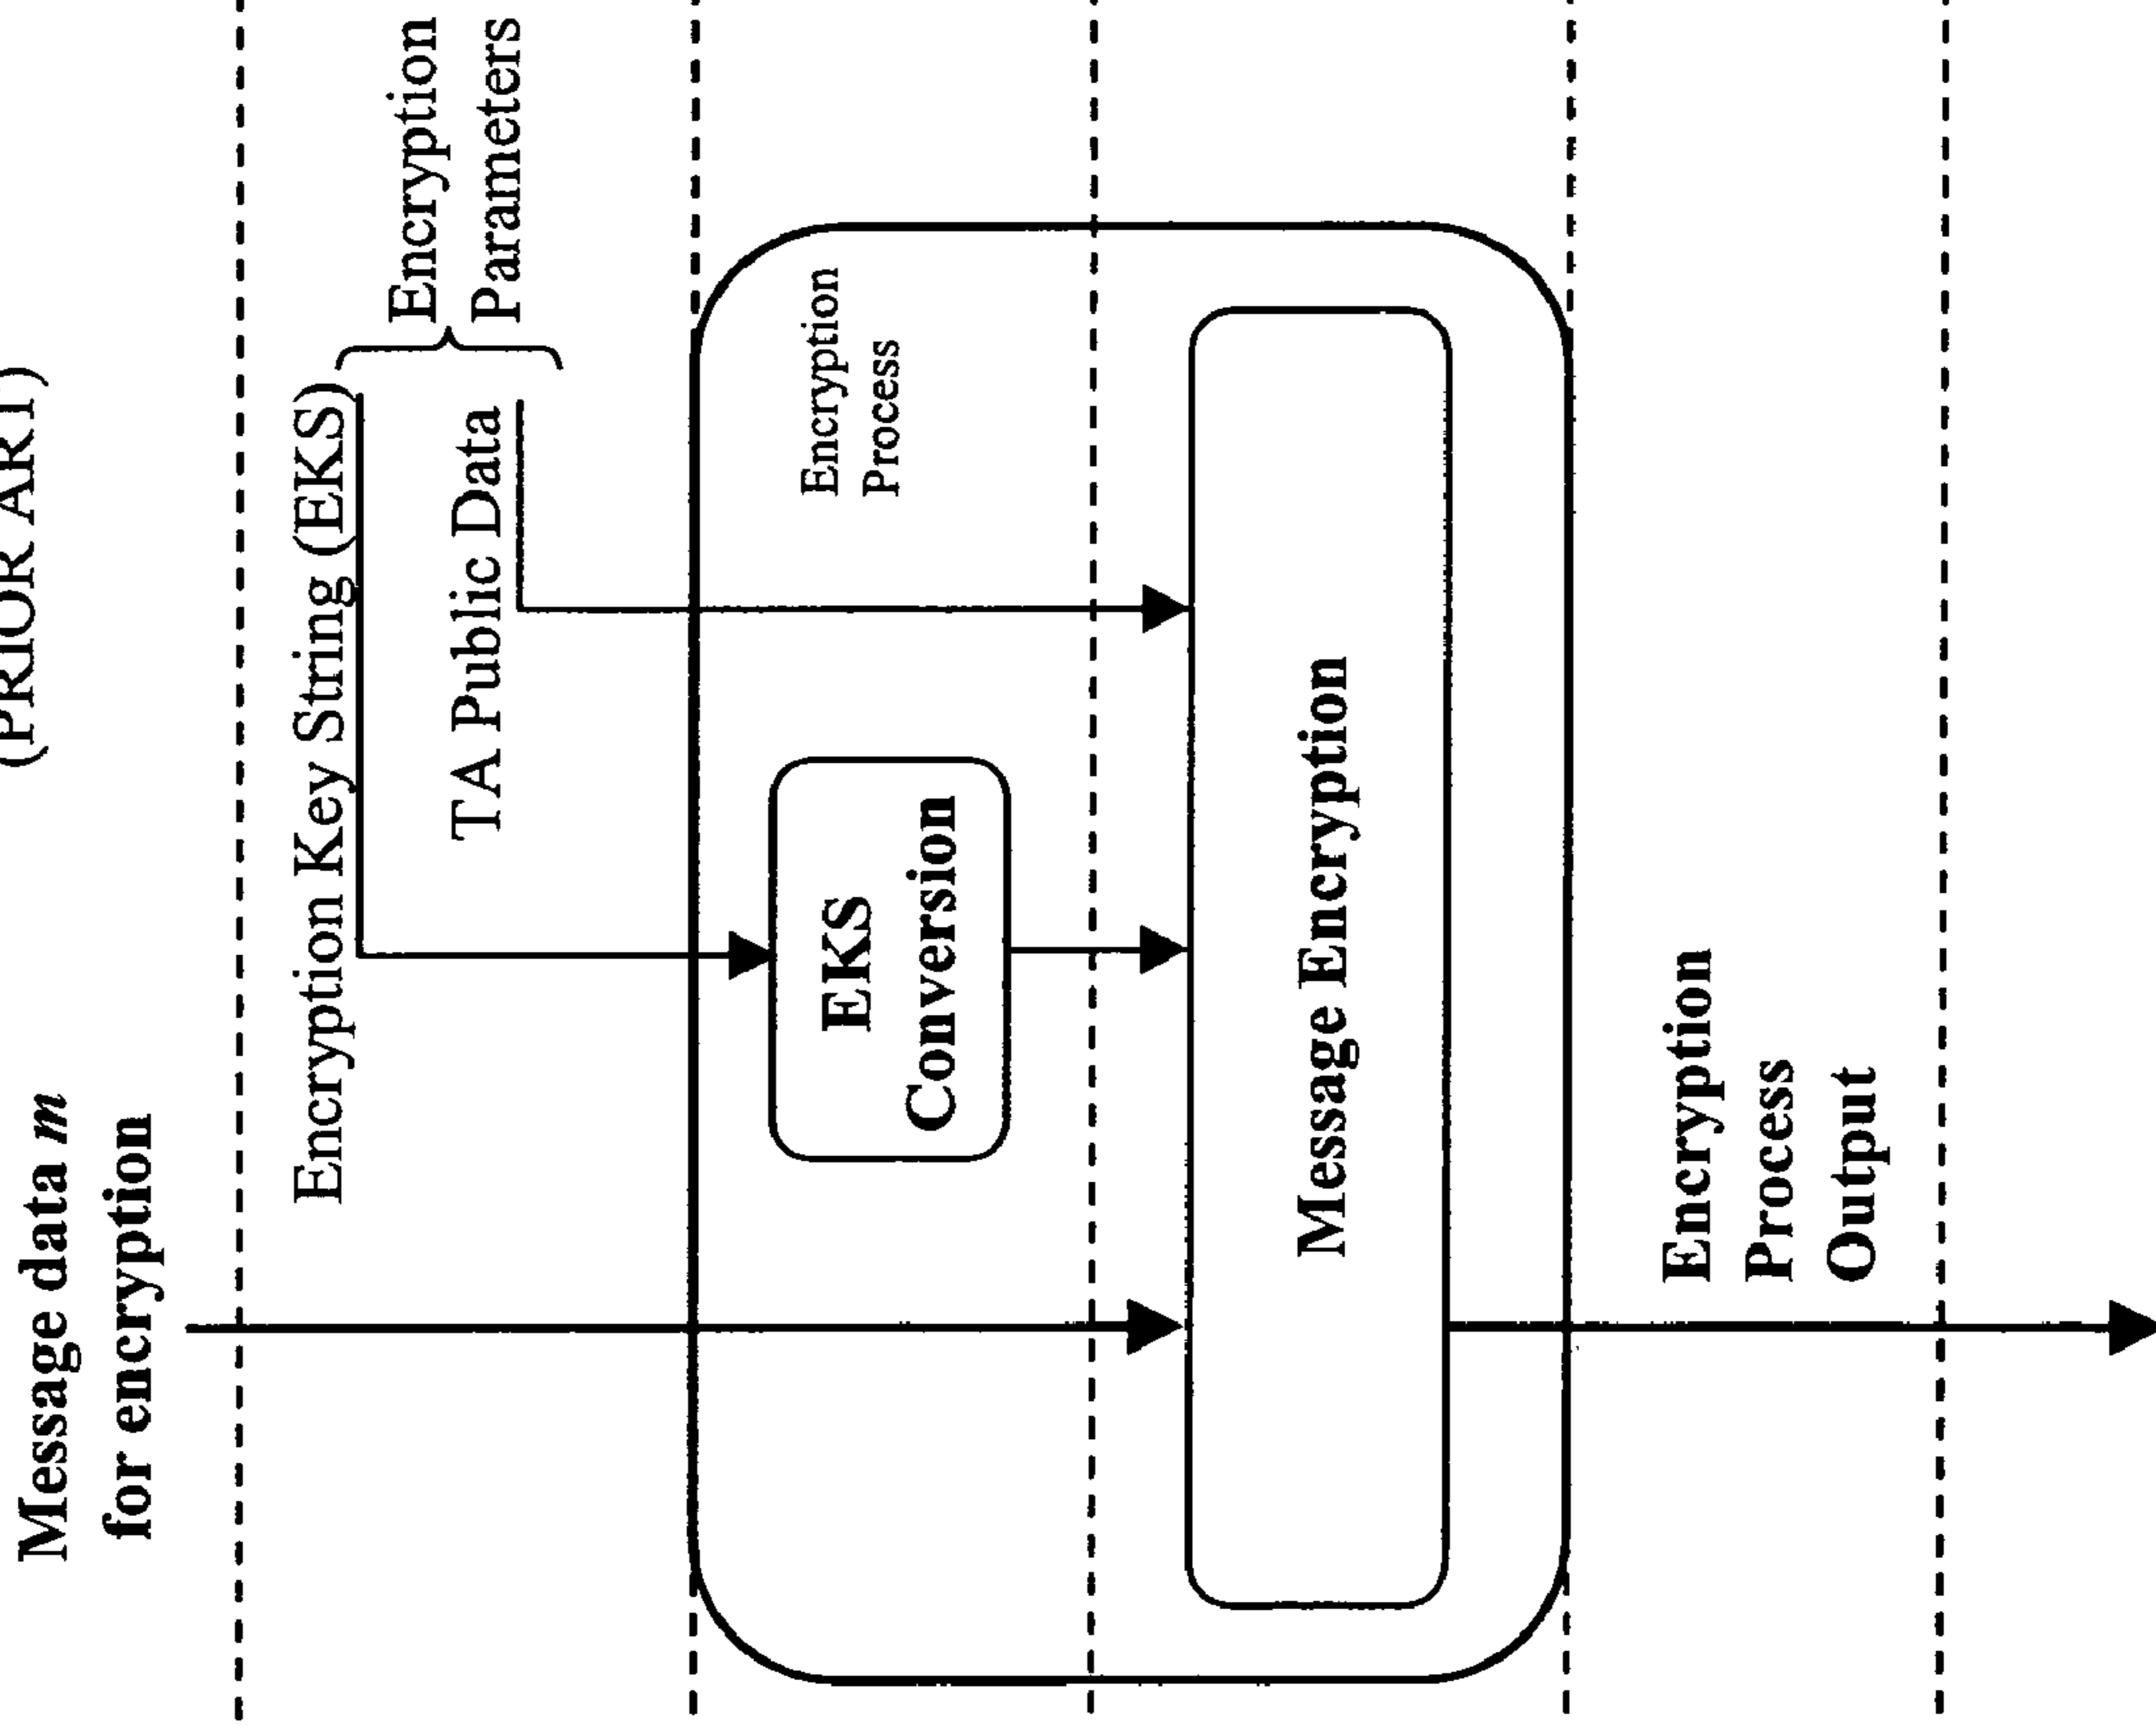 (PRIOR ART)
Message data m
for encryption
Encryption Key String (EKS)
TA Public Data
Encryption
Parameters
Encryption
Process
EKS
Conversion
Message Encryption
Encryption
Process
Output